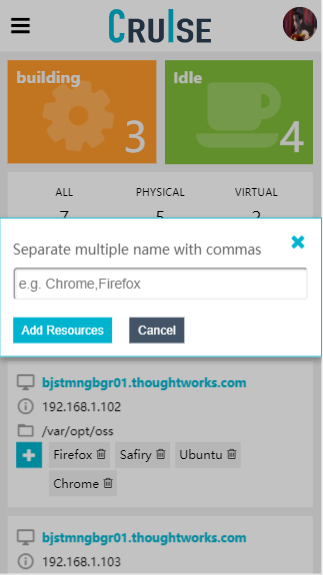 CRUISE
building
3
Idle
4
ALL PHYSICAL VIRTUAL
7 5 2
Separate multiple name with commas
e.g. Chrome,Firefox
Add Resources Cancel
bjstmngbgr01.thoughtworks.com
192.168.1.102
/var/opt/oss
Firefox Safiry Ubuntu
Chrome
bjstmngbgr01.thoughtworks.com
192.168.1.103